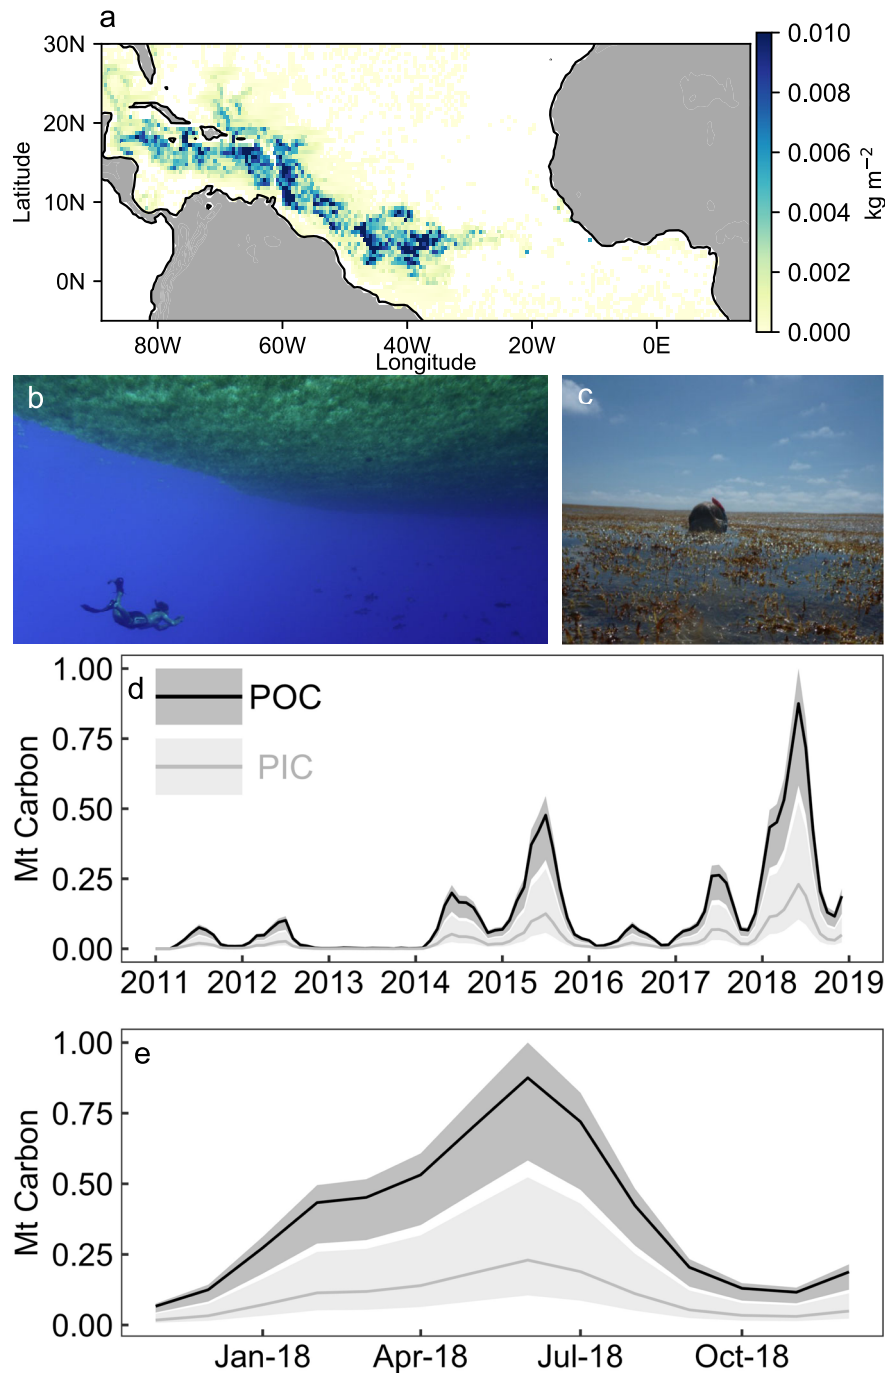 a
30N
20N
10N
0N
Latitude
80W 60W 40W 20W 0E
Longitude
0.010
0.008
0.006
0.004
0.002
0.000
kg m⁻²
b
c
d
POC
PIC
1.00
0.75
0.50
0.25
0.00
Mt Carbon
2011 2012 2013 2014 2015 2016 2017 2018 2019
e
1.00
0.75
0.50
0.25
0.00
Mt Carbon
Jan-18 Apr-18 Jul-18 Oct-18